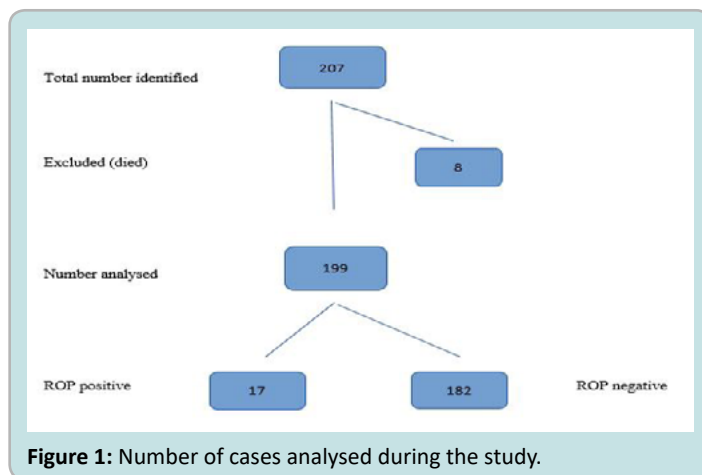 Total number identified 207
Excluded (died) 8
Number analysed 199
ROP positive 17 182 ROP negative
Figure 1: Number of cases analysed during the study.